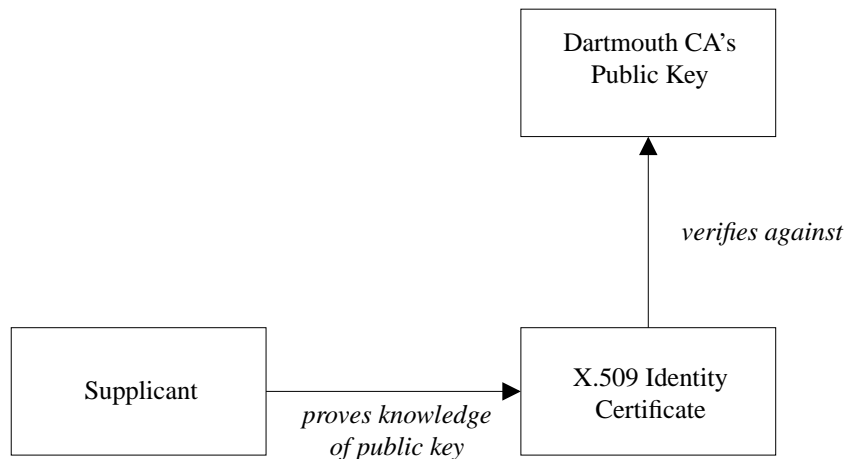 Dartmouth CA's
Public Key
verifies against
Supplicant
proves knowledge
of public key
X.509 Identity
Certificate